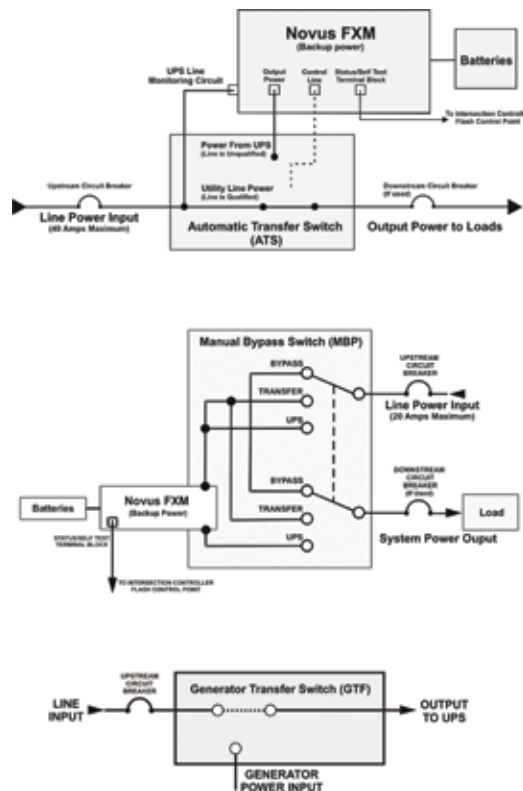 Novus FXM
(Backup power)
Batteries
UPS Line
Monitoring Circuit
Output
Power
Control
Line
Status/Self Test
Terminal Block
To Intersection Controller
Flash Control Point
Power From UPS
(Line is Unqualified)
Upstream Circuit Breaker
Utility Line Power
(Line is Qualified)
Downstream Circuit Breaker
(if used)
Line Power Input
(40 Amps Maximum)
Automatic Transfer Switch
(ATS)
Output Power to Loads
Manual Bypass Switch (MBP)
BYPASS
UPSTREAM
CIRCUIT
BREAKER
TRANSFER
Line Power Input
(20 Amps Maximum)
UPS
BYPASS
DOWNSTREAM
CIRCUIT
BREAKER
(If Used)
Batteries
Novus FXM
(Backup Power)
TRANSFER
Load
System Power Ouput
STATUS/SELF TEST
TERMINAL BLOCK
UPS
TO INTERSECTION CONTROLLER
FLASH CONTROL POINT
UPSTREAM
CIRCUIT
BREAKER
Generator Transfer Switch (GTF)
LINE
INPUT
OUTPUT
TO UPS
GENERATOR
POWER INPUT